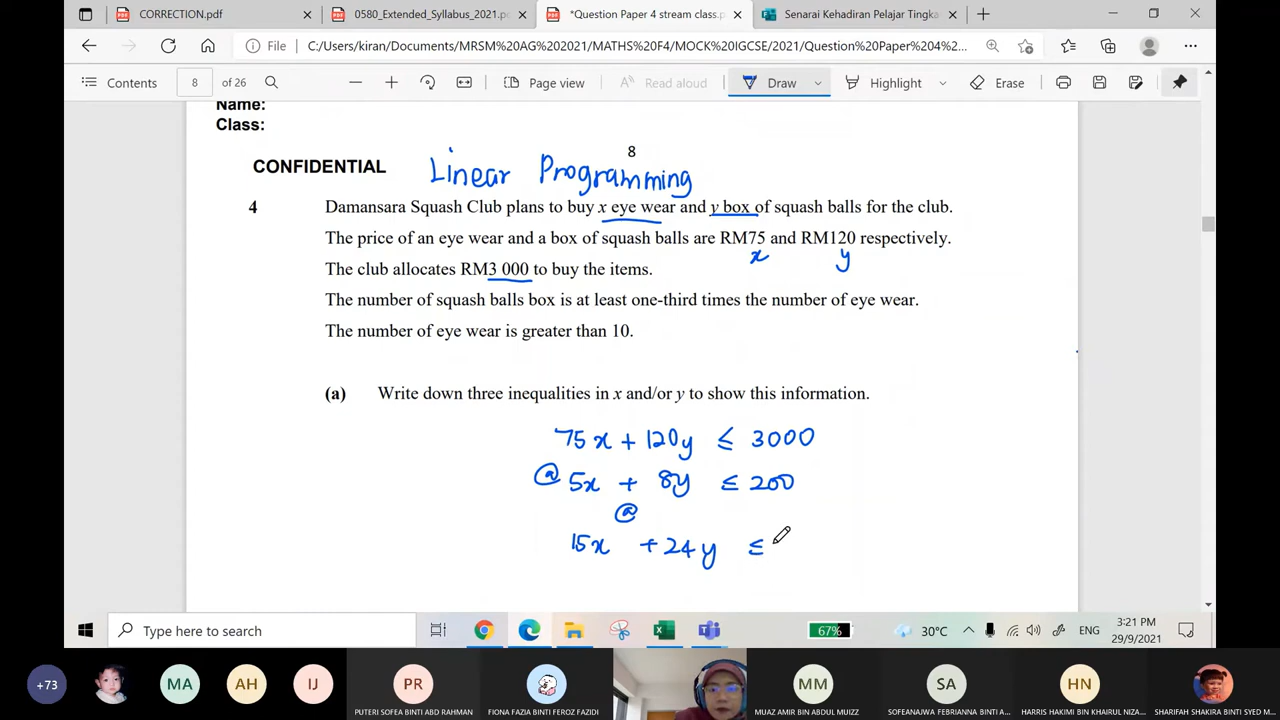 CORRECTION.pdf
0580_Extended_Syllabus_2021.pdf
*Question Paper 4 stream class.p
Senarai Kehadiran Pelajar Tingka
File
C:/Users/kiran/Documents/MRSM%20AG%202021/MATHS%20F4/MOCK%20IGCSE/2021/Question%20Paper%204%2...
Contents
8
of 26
Page view
Read aloud
Draw
Highlight
Erase
Name:
Class:
8
CONFIDENTIAL
Linear Programming
4
Damansara Squash Club plans to buy x eye wear and y box of squash balls for the club.
The price of an eye wear and a box of squash balls are RM75 and RM120 respectively.
x y
The club allocates RM3 000 to buy the items.
The number of squash balls box is at least one-third times the number of eye wear.
The number of eye wear is greater than 10.
(a) Write down three inequalities in x and/or y to show this information.
75x + 120y ≤ 3000
@ 5x + 8y ≤ 200
@
15x + 24y ≤
Type here to search
67%
30°C
ENG
3:21 PM
29/9/2021
+73
MA
AH
IJ
PR
PUTERI SOFEA BINTI ABD RAHMAN
FIONA FAZIA BINTI FEROZ FAZIDI
MM
MUAZ AMIR BIN ABDUL MUIZZ
SA
SOFEANAJWA FEBRIANNA BINTI A...
HN
HARRIS HAKIMI BIN KHAIRUL NIZA...
SHARIFAH SHAKIRA BINTI SYED M...